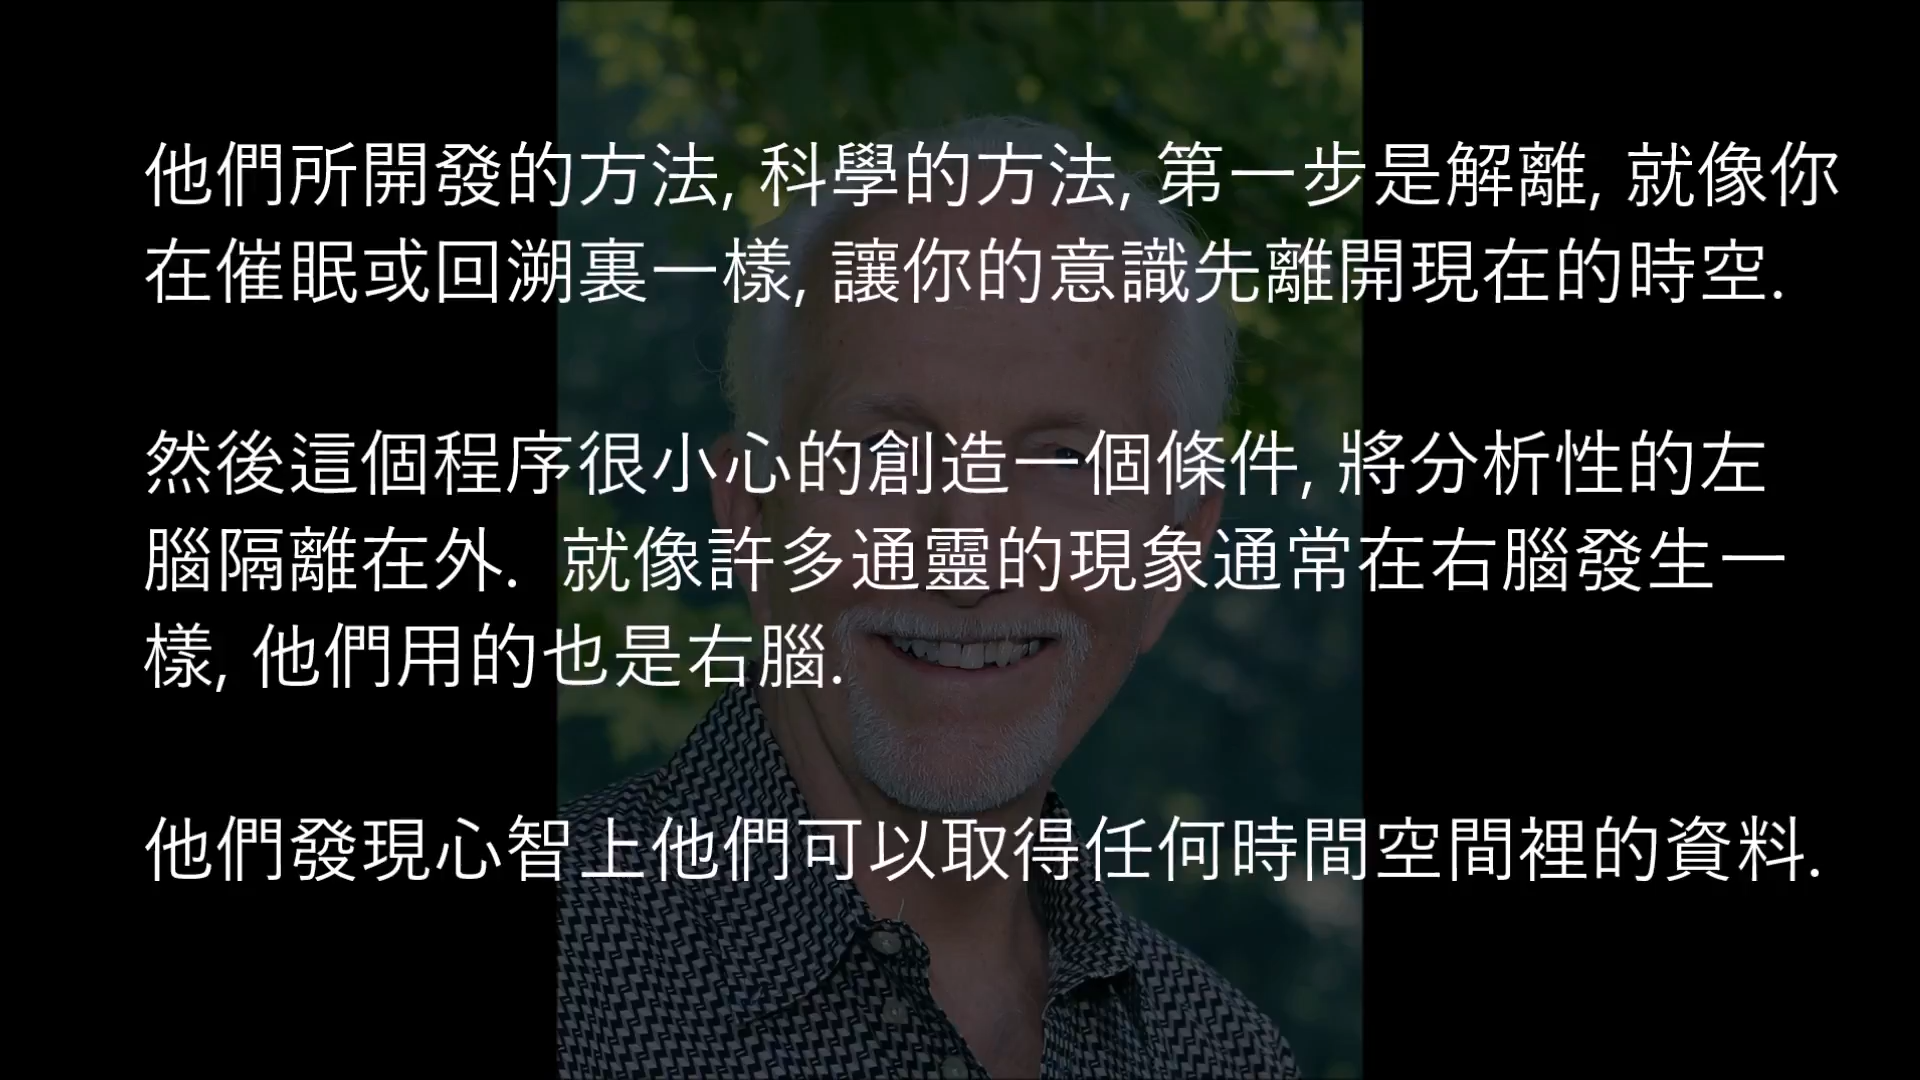 他們所開發的方法, 科學的方法, 第一步是解離, 就像你
在催眠或回溯裏一樣, 讓你的意識先離開現在的時空.
然後這個程序很小心的創造一個條件, 將分析性的左
腦隔離在外. 就像許多通靈的現象通常在右腦發生一
樣, 他們用的也是右腦.
他們發現心智上他們可以取得任何時間空間裡的資料.